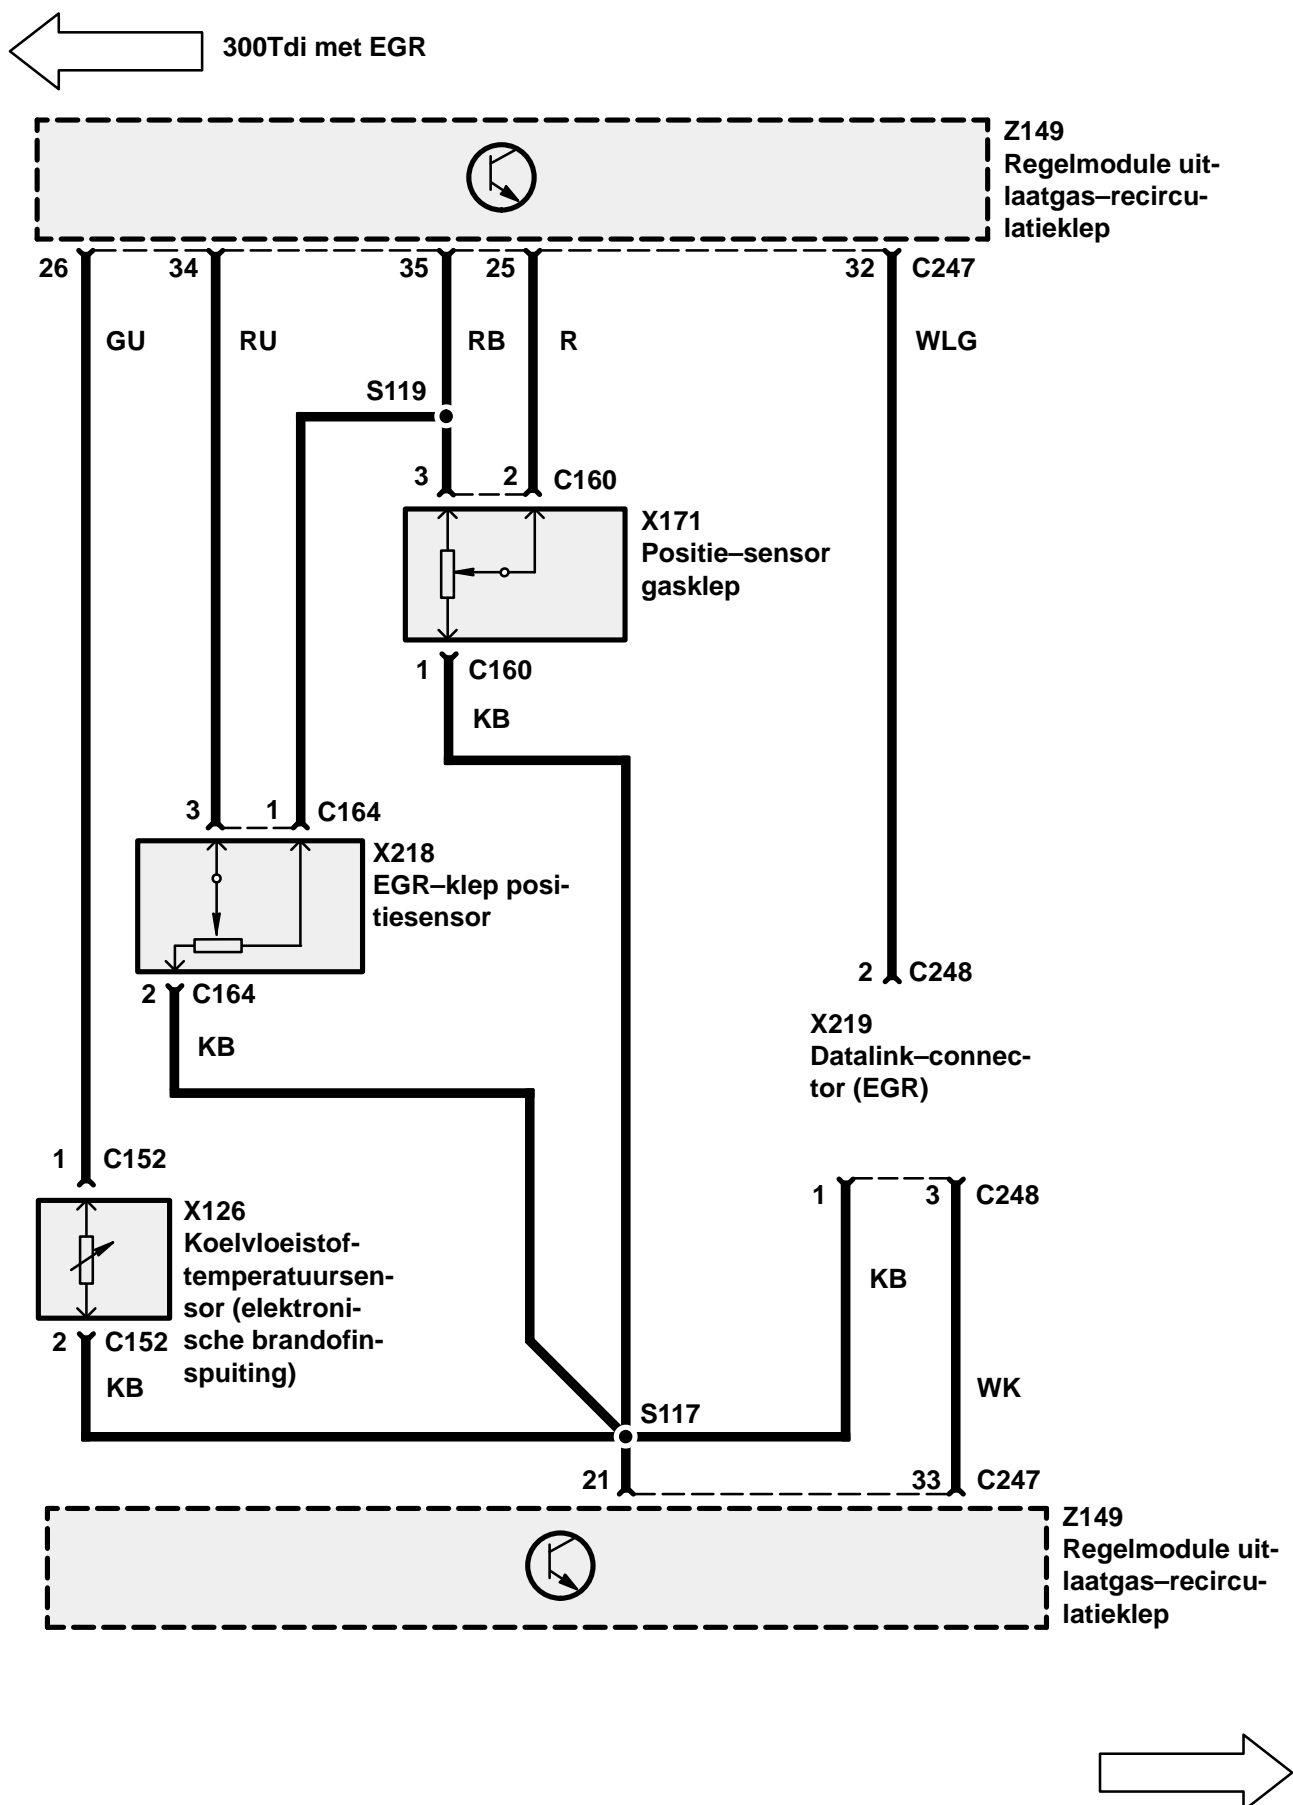 300Tdi met EGR
Z149
Regelmodule uit-
laatgas–recircu-
latieklep
26
34
35
25
32
C247
GU
RU
RB
R
WLG
S119
3
2
C160
X171
Positie–sensor
gasklep
1
C160
KB
3
1
C164
X218
EGR–klep posi-
tiesensor
2
C248
2
C164
X219
Datalink–connec-
tor (EGR)
KB
1
C152
1
3
C248
X126
Koelvloeistof-
temperatuursen-
sor (elektroni-
sche brandofin-
spuiting)
KB
2
C152
KB
WK
S117
21
33
C247
Z149
Regelmodule uit-
laatgas–recircu-
latieklep